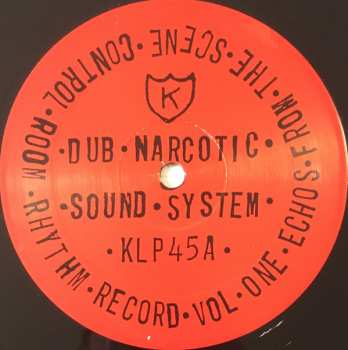 RHYTHM·RECORD·VOL·ONE·ECHOS·FROM·THE·SCENE·CONTROL·ROOM·
K
·DUB·NARCOTIC·
·SOUND·SYSTEM·
·KLP45A·